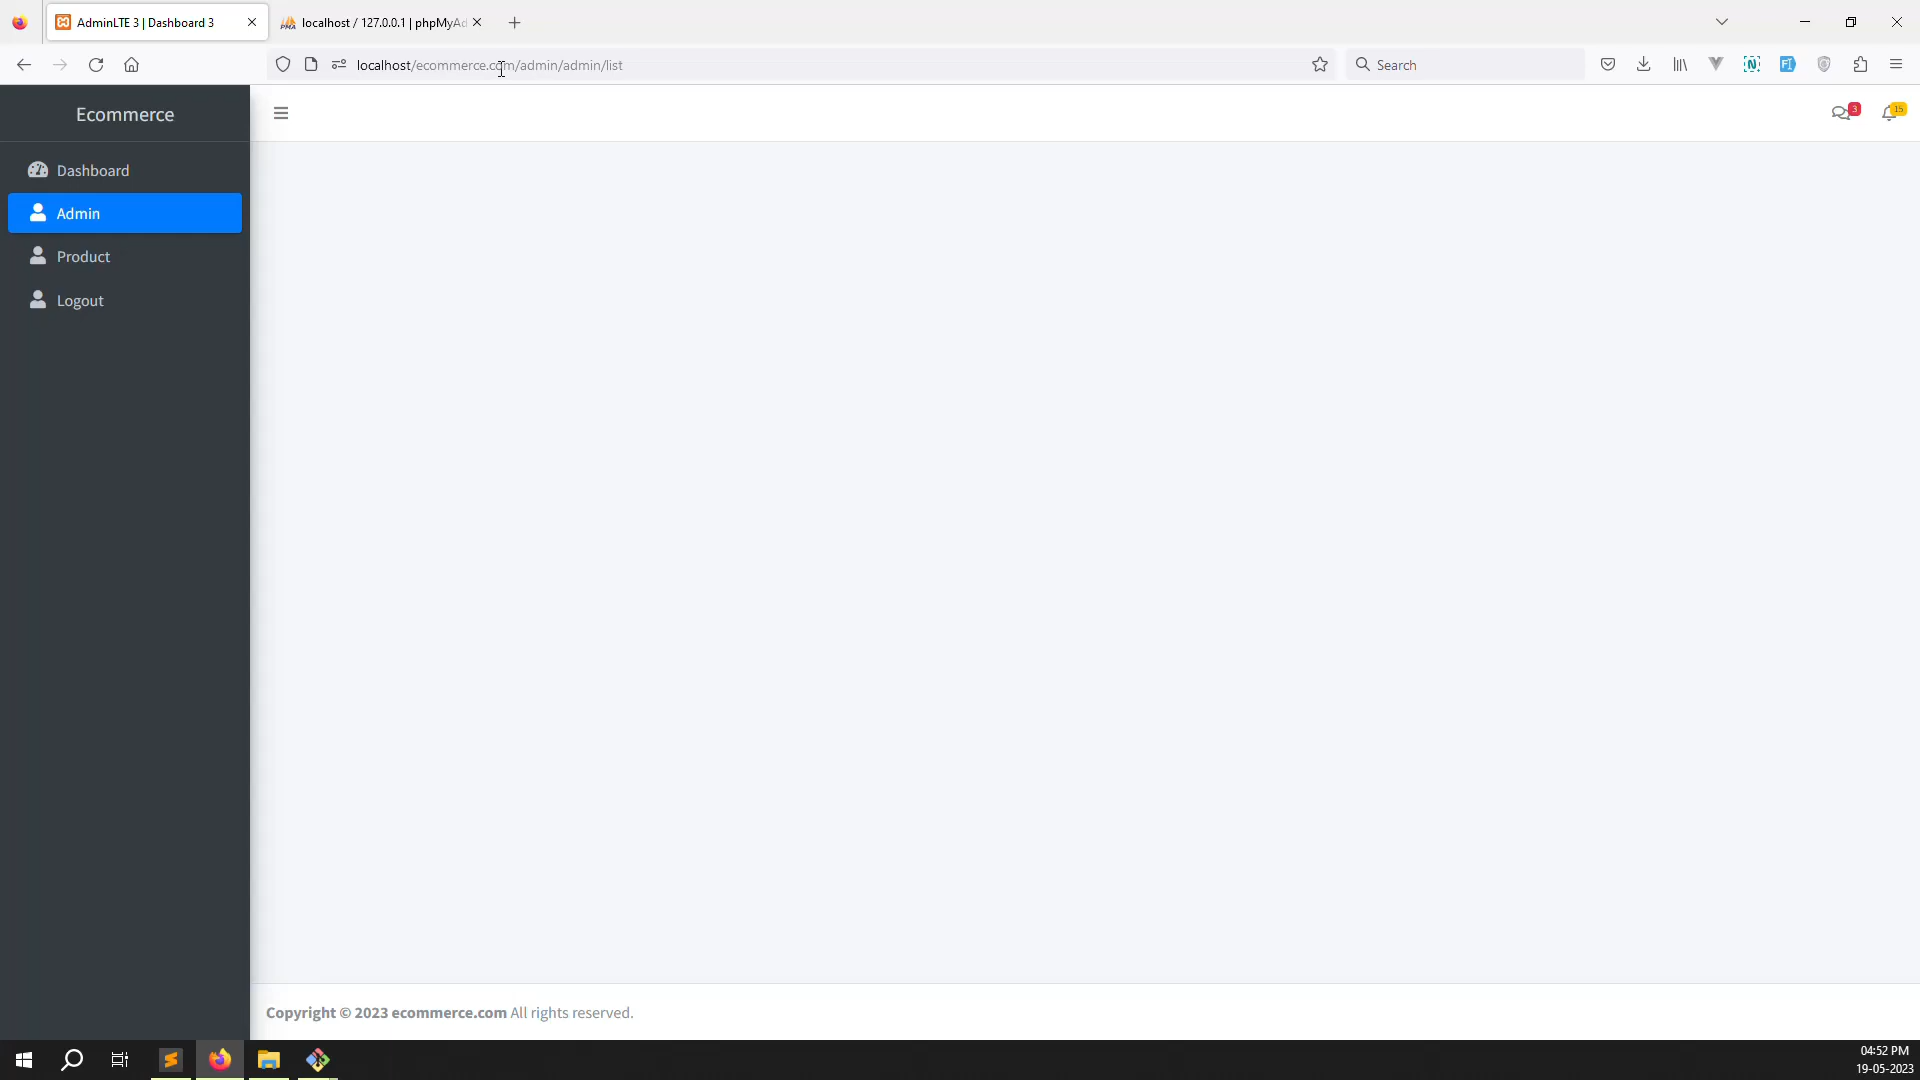 AdminLTE 3 | Dashboard 3
localhost / 127.0.0.1 | phpMyAd
localhost/ecommerce.com/admin/admin/list
Search
Ecommerce
3
15
Dashboard
Admin
Product
Logout
Copyright © 2023 ecommerce.com All rights reserved.
04:52 PM
19-05-2023